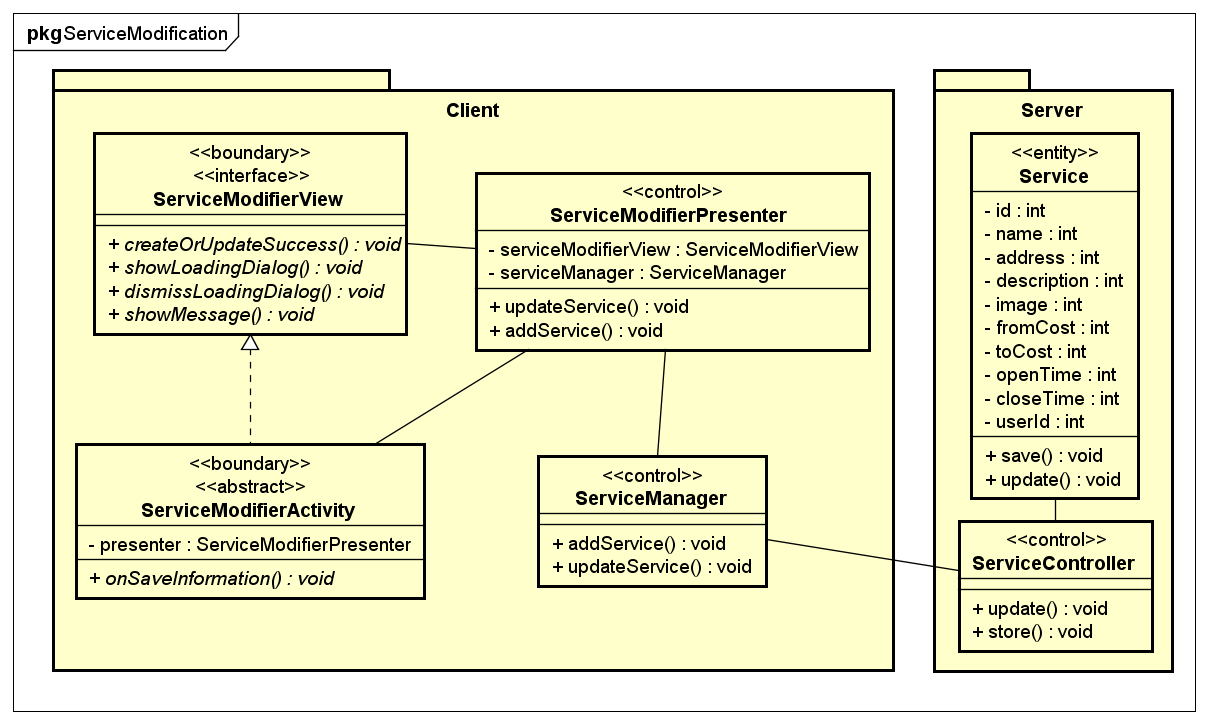 pkg ServiceModification
Client
<<boundary>>
<<interface>>
ServiceModifierView
+ createOrUpdateSuccess() : void
+ showLoadingDialog() : void
+ dismissLoadingDialog() : void
+ showMessage() : void
<<control>>
ServiceModifierPresenter
- serviceModifierView : ServiceModifierView
- serviceManager : ServiceManager
+ updateService() : void
+ addService() : void
<<boundary>>
<<abstract>>
ServiceModifierActivity
- presenter : ServiceModifierPresenter
+ onSaveInformation() : void
<<control>>
ServiceManager
+ addService() : void
+ updateService() : void
Server
<<entity>>
Service
- id : int
- name : int
- address : int
- description : int
- image : int
- fromCost : int
- toCost : int
- openTime : int
- closeTime : int
- userId : int
+ save() : void
+ update() : void
<<control>>
ServiceController
+ update() : void
+ store() : void